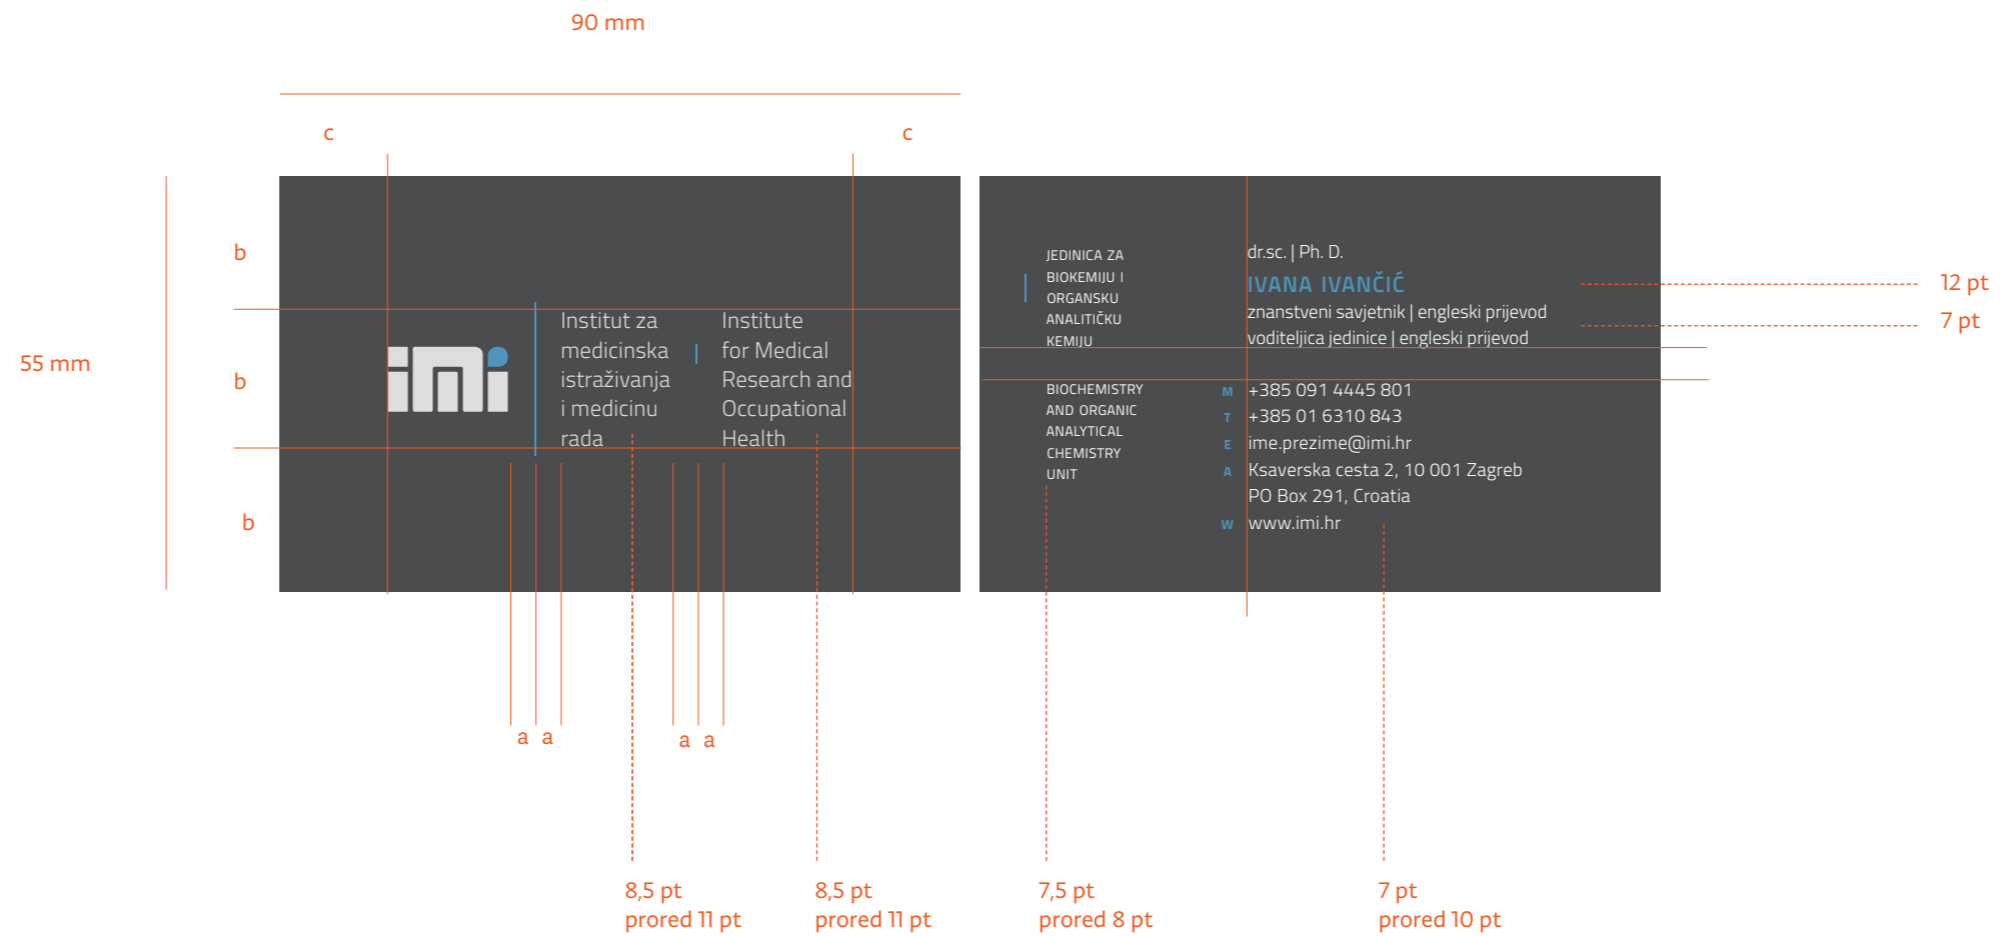 90 mm
c
c
55 mm
b
b
b
imi
Institut za
medicinska
istraživanja
i medicinu
rada
Institute
for Medical
Research and
Occupational
Health
a a
a a
8,5 pt
prored 11 pt
8,5 pt
prored 11 pt
JEDINICA ZA
BIOKEMIJU I
ORGANSKU
ANALITIČKU
KEMIJU
BIOCHEMISTRY
AND ORGANIC
ANALYTICAL
CHEMISTRY
UNIT
dr.sc. | Ph. D.
IVANA IVANČIĆ
znanstveni savjetnik | engleski prijevod
voditeljica jedinice | engleski prijevod
M +385 091 4445 801
T +385 01 6310 843
E ime.prezime@imi.hr
A Ksaverska cesta 2, 10 001 Zagreb
PO Box 291, Croatia
W www.imi.hr
12 pt
7 pt
7,5 pt
prored 8 pt
7 pt
prored 10 pt